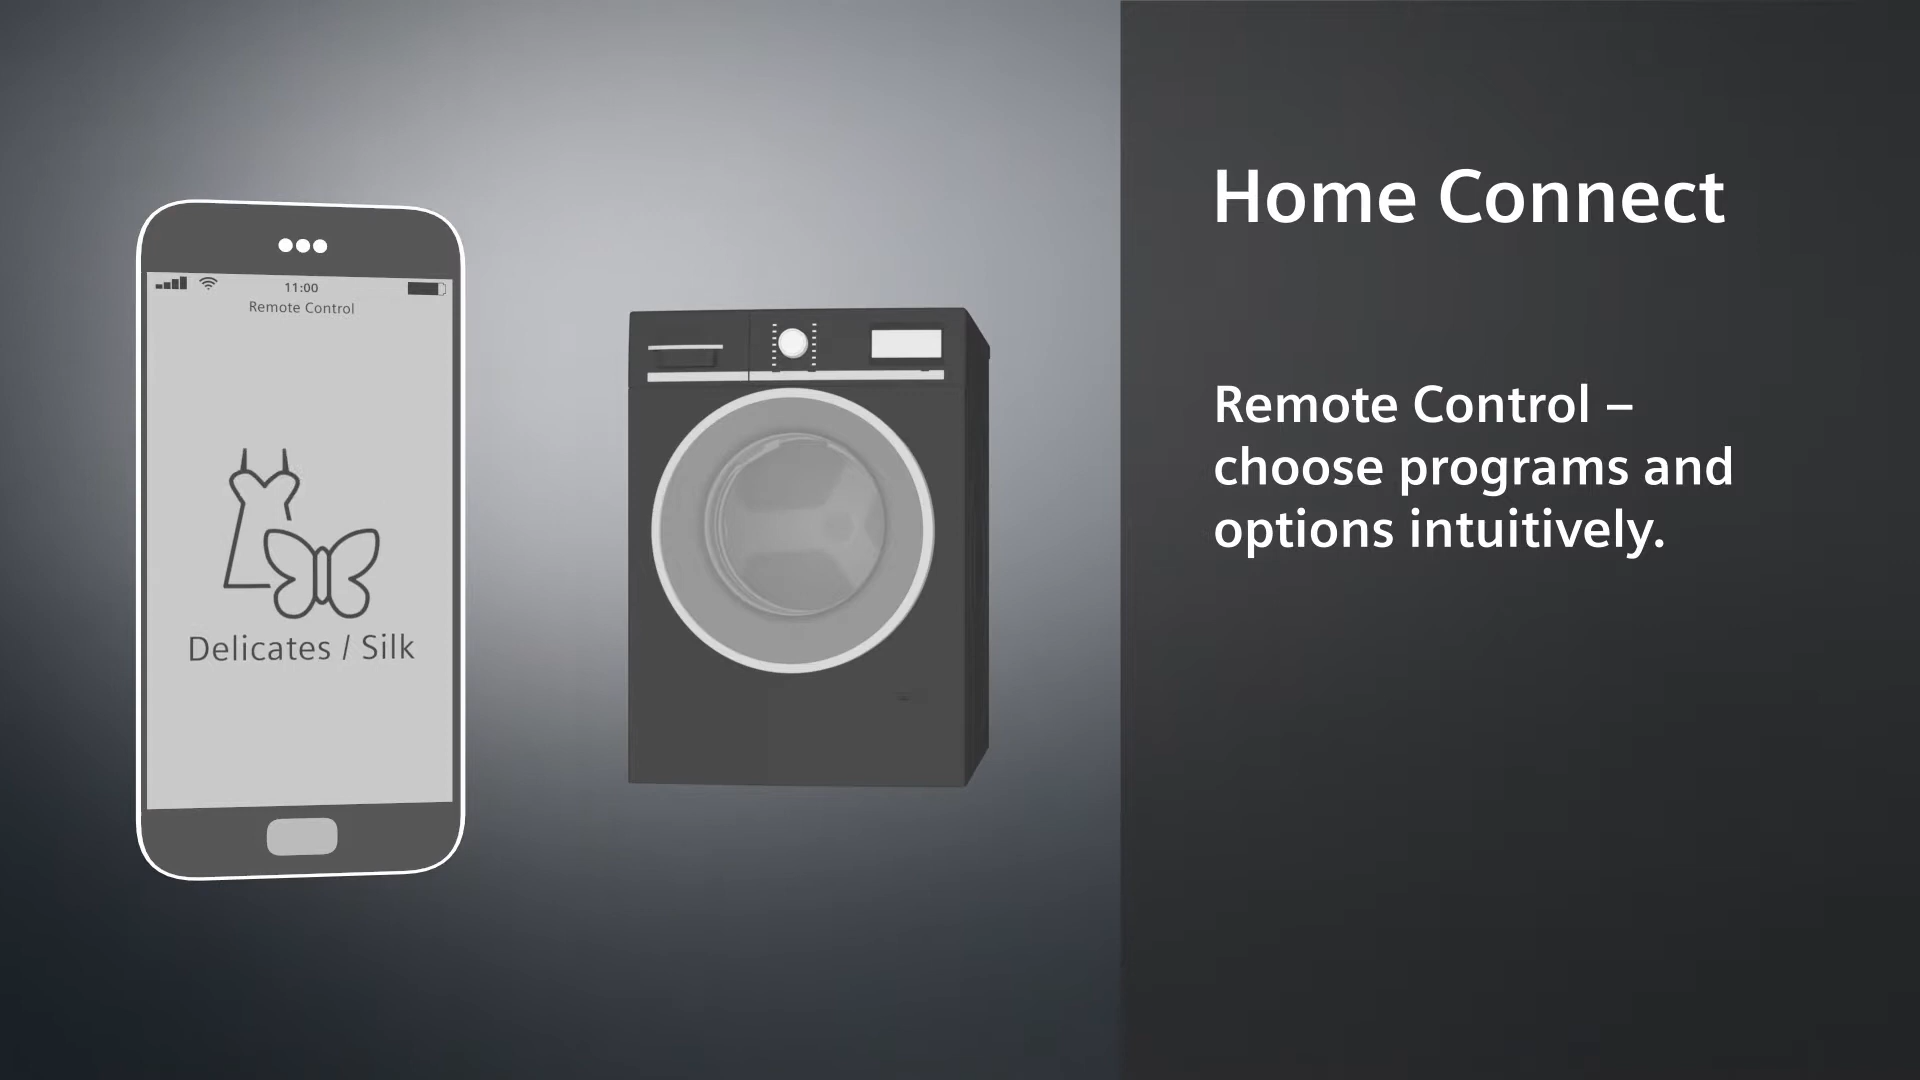 11:00
Remote Control
Delicates / Silk
Home Connect
Remote Control –
choose programs and
options intuitively.